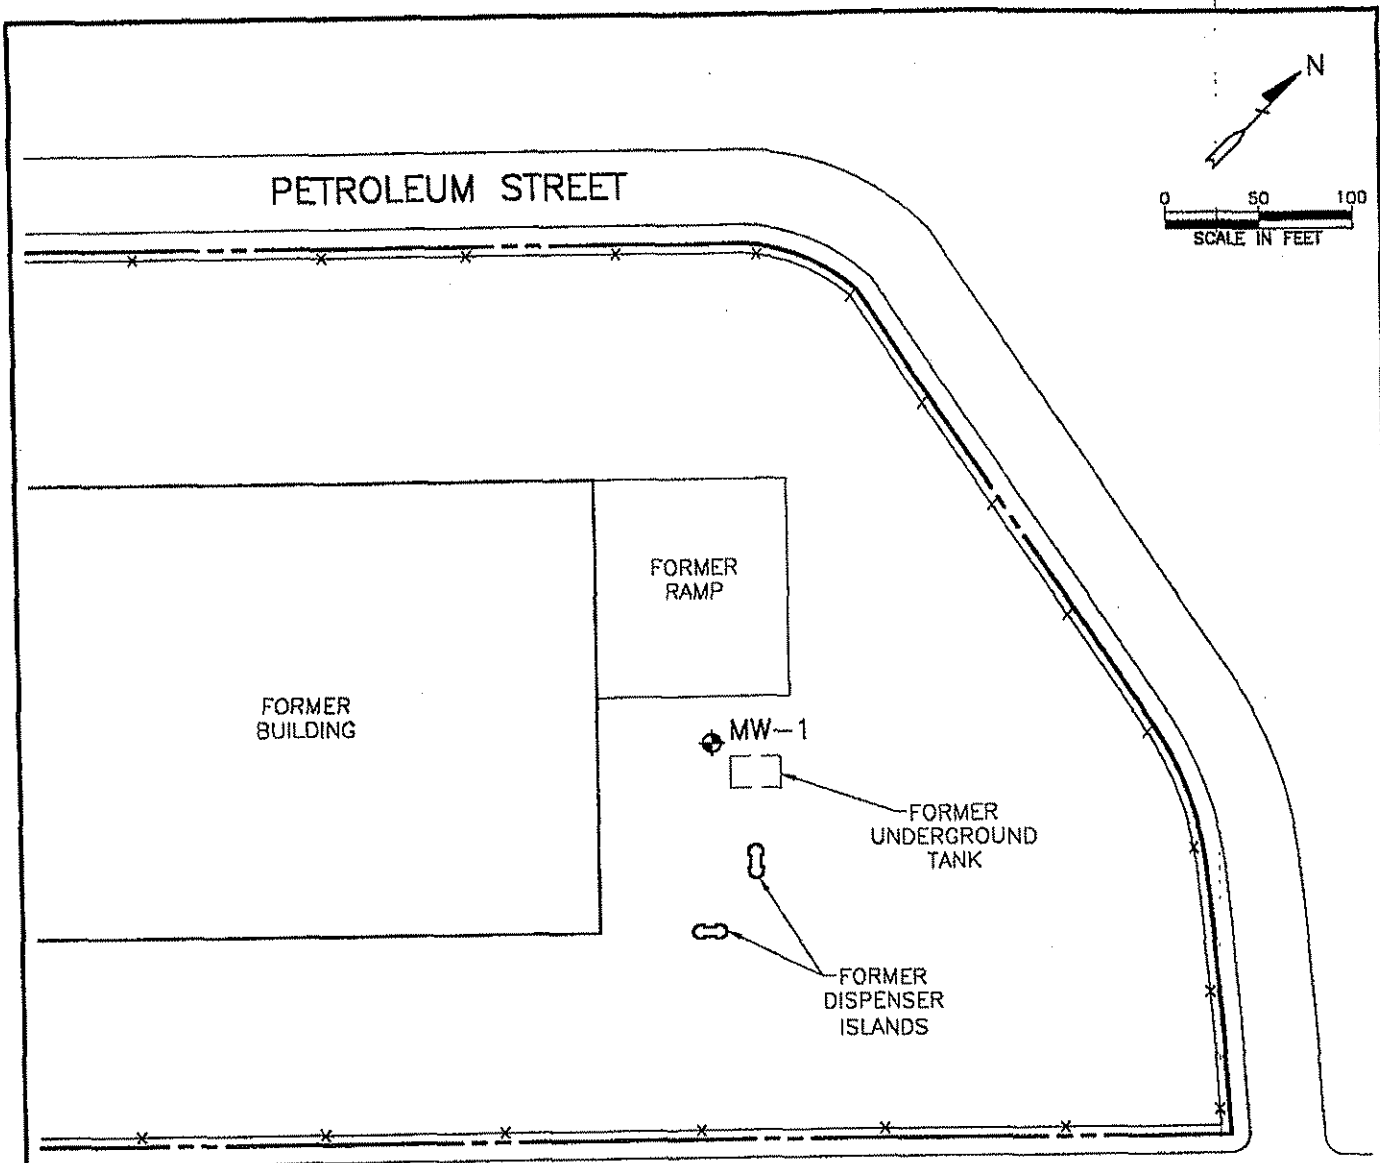 N
PETROLEUM STREET
0 50 100
SCALE IN FEET
FORMER
RAMP
FORMER
BUILDING
MW-1
FORMER
UNDERGROUND
TANK
FORMER
DISPENSER
ISLANDS